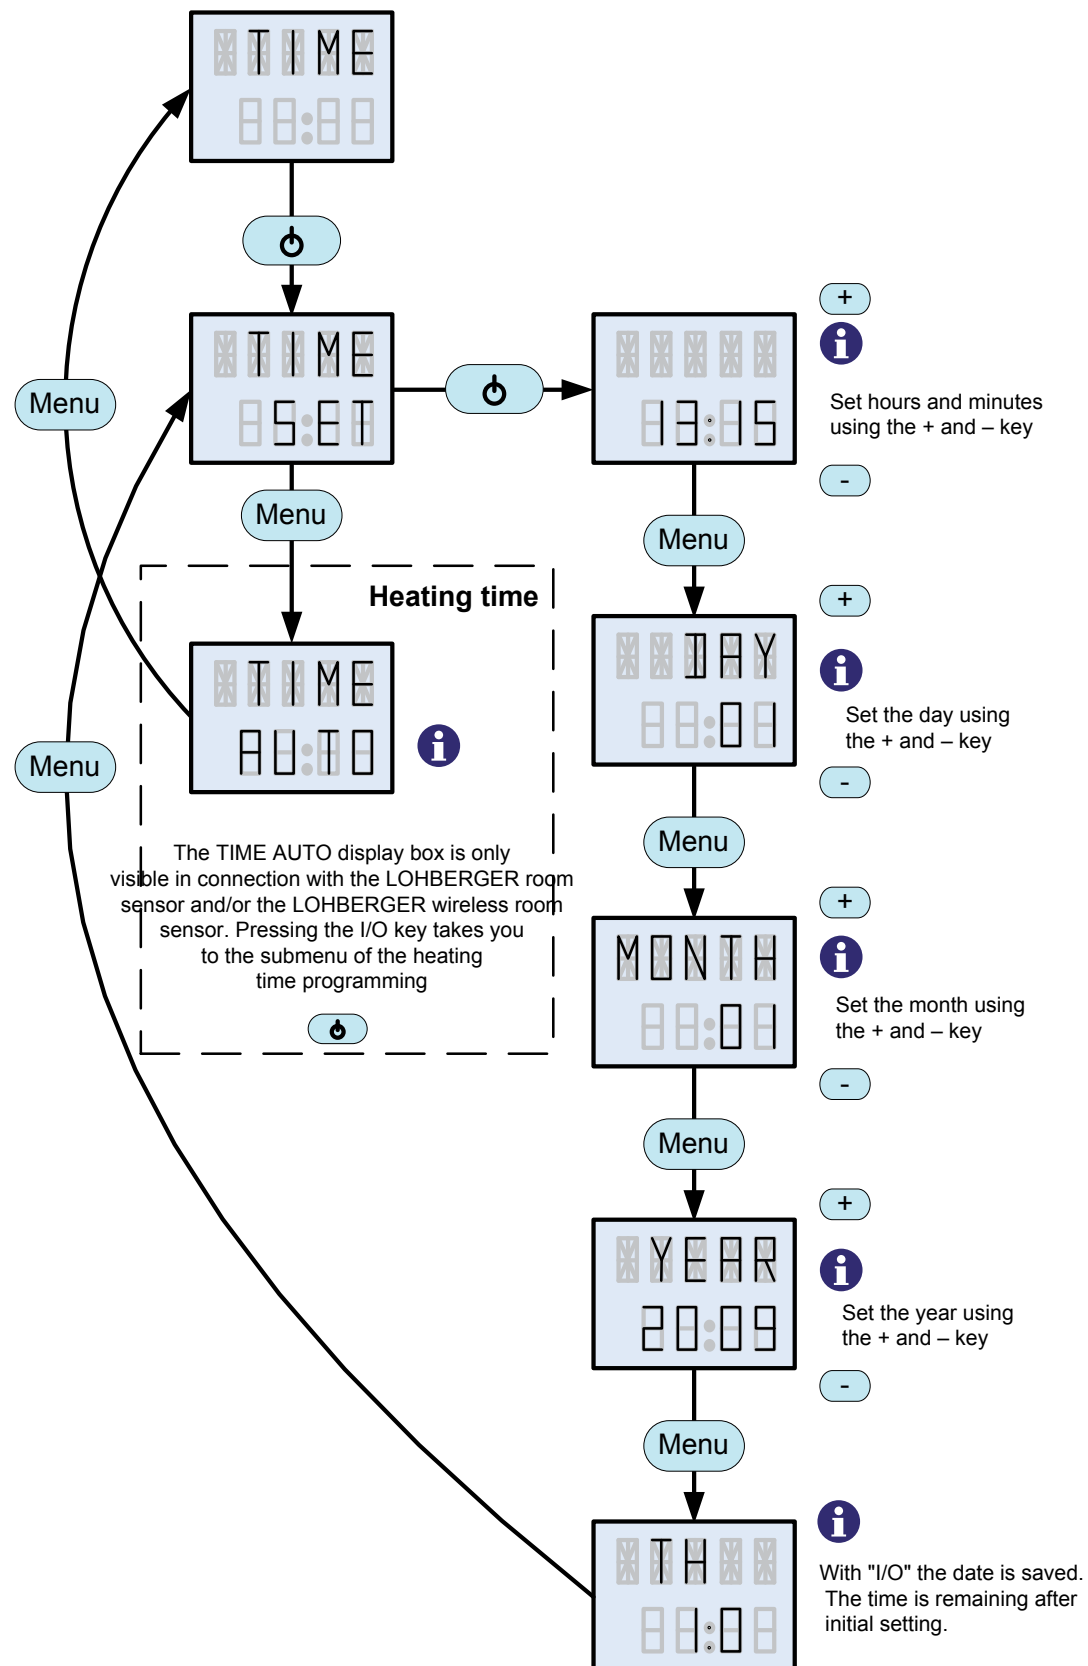 TIME
TIME
SET
13:15
+
Set hours and minutes
using the + and – key
-
Menu
Menu
Menu
Heating time
TIME
AUTO
The TIME AUTO display box is only
visible in connection with the LOHBERGER room
sensor and/or the LOHBERGER wireless room
sensor. Pressing the I/O key takes you
to the submenu of the heating
time programming
Menu
DAY
01
+
Set the day using
the + and – key
-
Menu
MONTH
01
+
Set the month using
the + and – key
-
Menu
YEAR
20:09
+
Set the year using
the + and – key
-
Menu
TH
1:0
With "I/O" the date is saved.
The time is remaining after
initial setting.